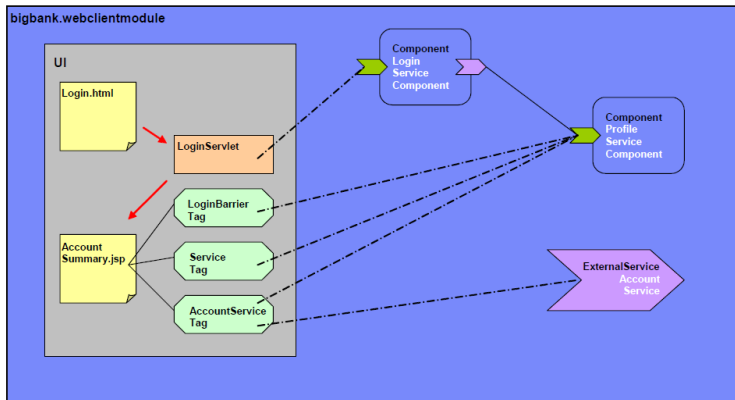 bigbank.webclientmodule
UI
Login.html
LoginServlet
LoginBarrier
Tag
Account
Summary.jsp
Service
Tag
AccountService
Tag
Component
Login
Service
Component
Component
Profile
Service
Component
ExternalService
Account
Service